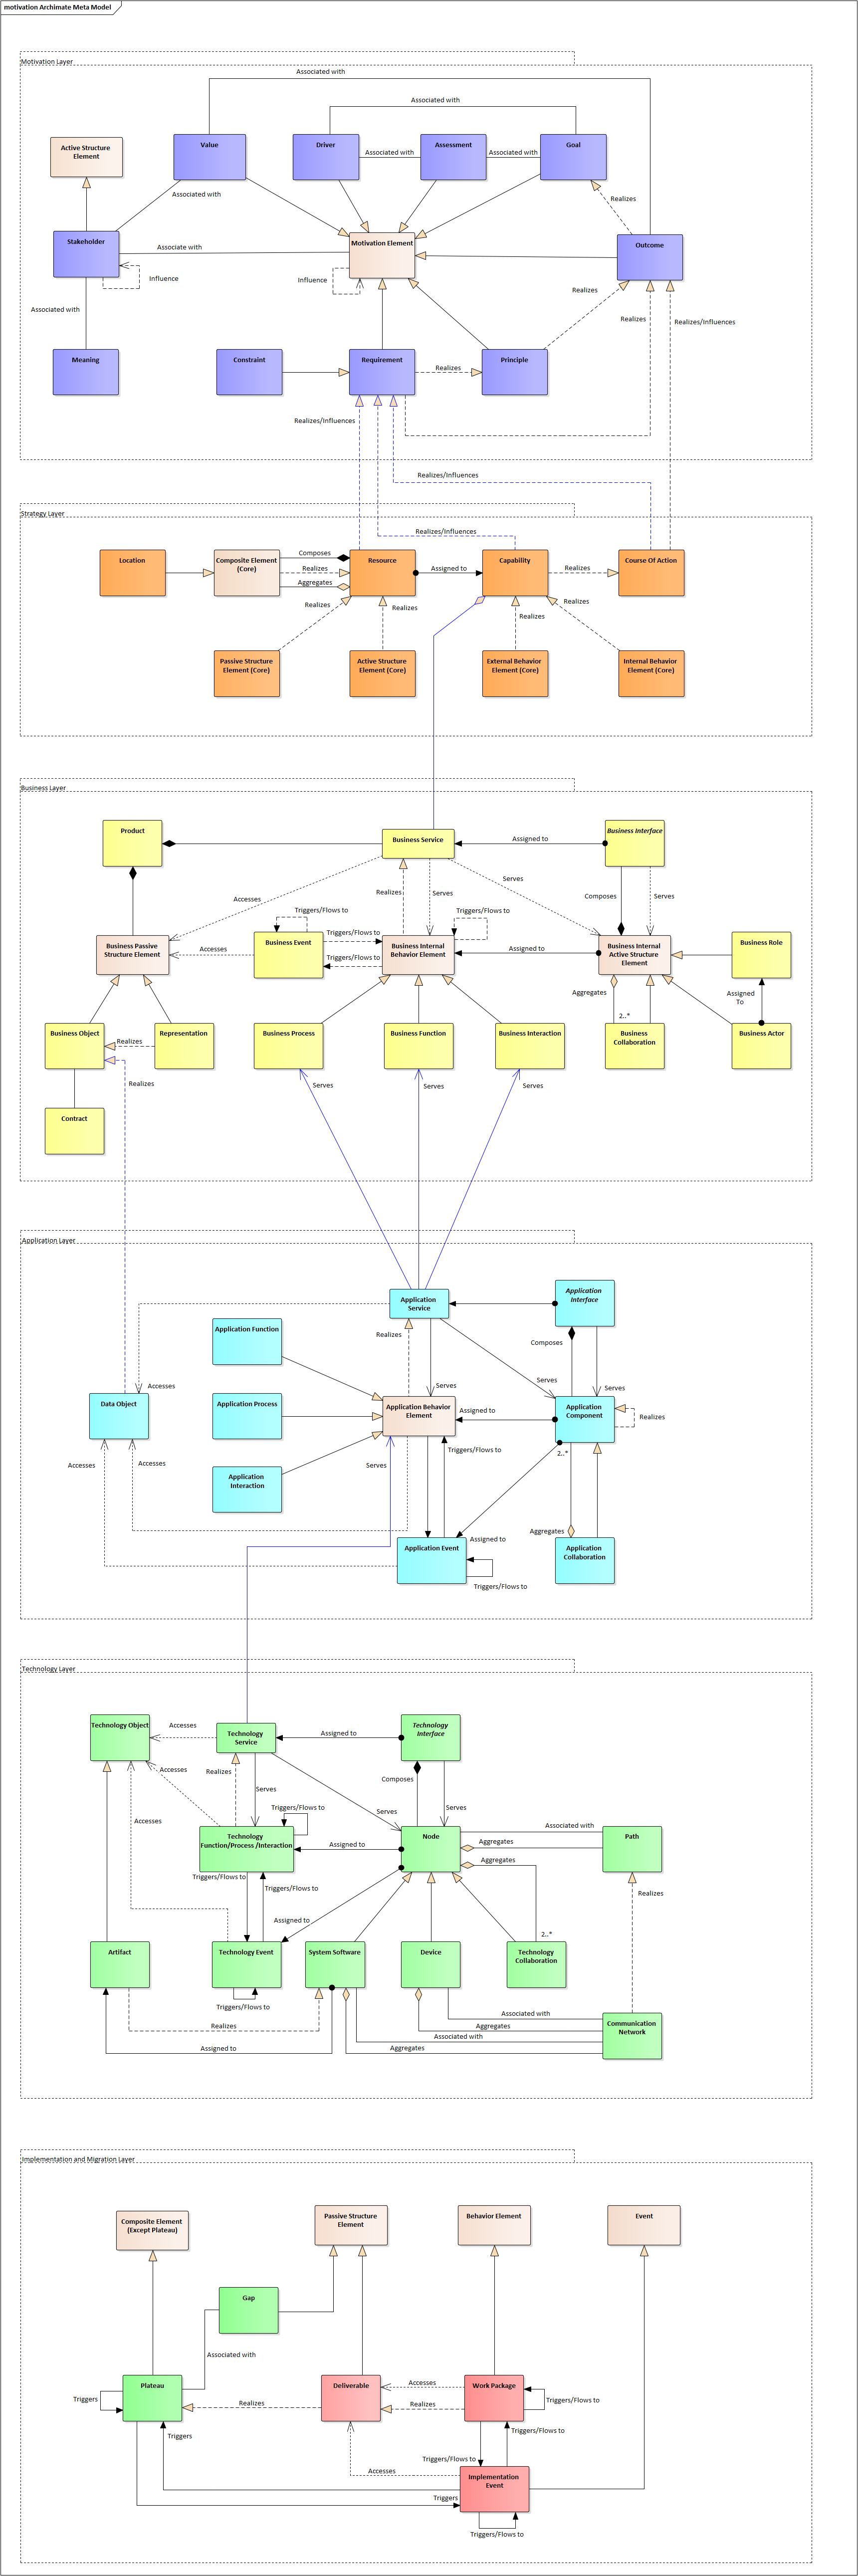 motivation Archimate Meta Model
Motivation Layer
Associated with
Associated with
Active Structure
Element
Value
Driver
Associated with
Assessment
Associated with
Goal
Associated with
Realizes
Stakeholder
Associate with
Motivation Element
Outcome
Influence
Influence
Realizes
Associated with
Realizes
Realizes/Influences
Meaning
Constraint
Requirement
Realizes
Principle
Realizes/Influences
Realizes/Influences
Strategy Layer
Realizes/Influences
Location
Composite Element
(Core)
Composes
Realizes
Aggregates
Resource
Assigned to
Capability
Realizes
Course Of Action
Realizes
Realizes
Realizes
Realizes
Passive Structure
Element (Core)
Active Structure
Element (Core)
External Behavior
Element (Core)
Internal Behavior
Element (Core)
Business Layer
Product
Business Service
Assigned to
Business Interface
Accesses
Realizes
Serves
Serves
Composes
Serves
Triggers/Flows to
Triggers/Flows to
Business Passive
Structure Element
Accesses
Business Event
Triggers/Flows to
Triggers/Flows to
Business Internal
Behavior Element
Assigned to
Business Internal
Active Structure
Element
Business Role
Aggregates
2..*
Assigned
To
Business Object
Realizes
Representation
Business Process
Business Function
Business Interaction
Business
Collaboration
Business Actor
Realizes
Serves
Serves
Serves
Contract
Application Layer
Application
Service
Application
Interface
Application Function
Realizes
Composes
Accesses
Serves
Serves
Serves
Data Object
Application Process
Application Behavior
Element
Assigned to
Application
Component
Realizes
Accesses
Accesses
Application
Interaction
Serves
Triggers/Flows to
2..*
Assigned to
Aggregates
Application Event
Application
Collaboration
Triggers/Flows to
Technology Layer
Technology Object
Accesses
Technology
Service
Assigned to
Technology
Interface
Accesses
Realizes
Serves
Composes
Serves
Serves
Triggers/Flows to
Accesses
Technology
Function/Process /Interaction
Assigned to
Node
Associated with
Aggregates
Aggregates
Path
Triggers/Flows to
Triggers/Flows to
Realizes
Assigned to
2..*
Artifact
Technology Event
System Software
Device
Technology
Collaboration
Triggers/Flows to
Realizes
Assigned to
Associated with
Aggregates
Associated with
Aggregates
Communication
Network
Implementation and Migration Layer
Composite Element
(Except Plateau)
Passive Structure
Element
Behavior Element
Event
Gap
Associated with
Plateau
Triggers
Realizes
Deliverable
Accesses
Realizes
Work Package
Triggers/Flows to
Triggers
Triggers/Flows to
Triggers/Flows to
Accesses
Implementation
Event
Triggers
Triggers/Flows to